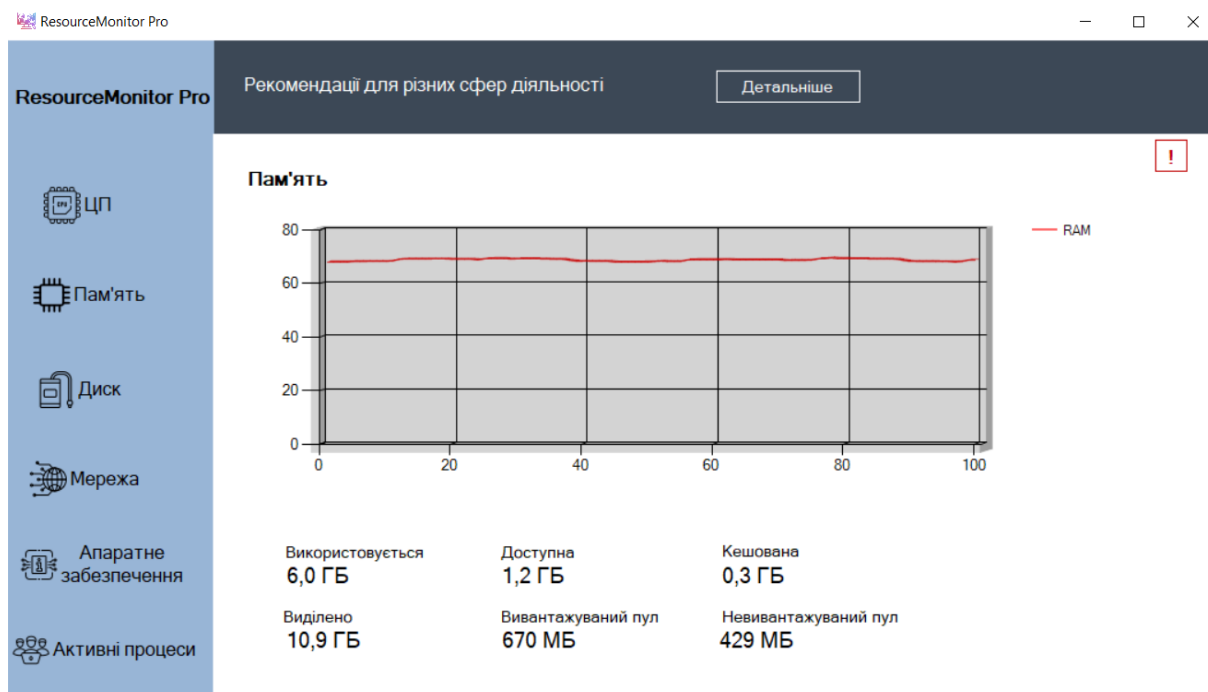 ResourceMonitor Pro
ResourceMonitor Pro
Рекомендації для різних сфер діяльності
Детальніше
!
ЦП
Пам'ять
Диск
Мережа
Апаратне
забезпечення
Активні процеси
Пам'ять
80
60
40
20
0
0 20 40 60 80 100
RAM
Використовується Доступна Кешована
6,0 ГБ 1,2 ГБ 0,3 ГБ
Виділено Вивантажуваний пул Невивантажуваний пул
10,9 ГБ 670 МБ 429 МБ